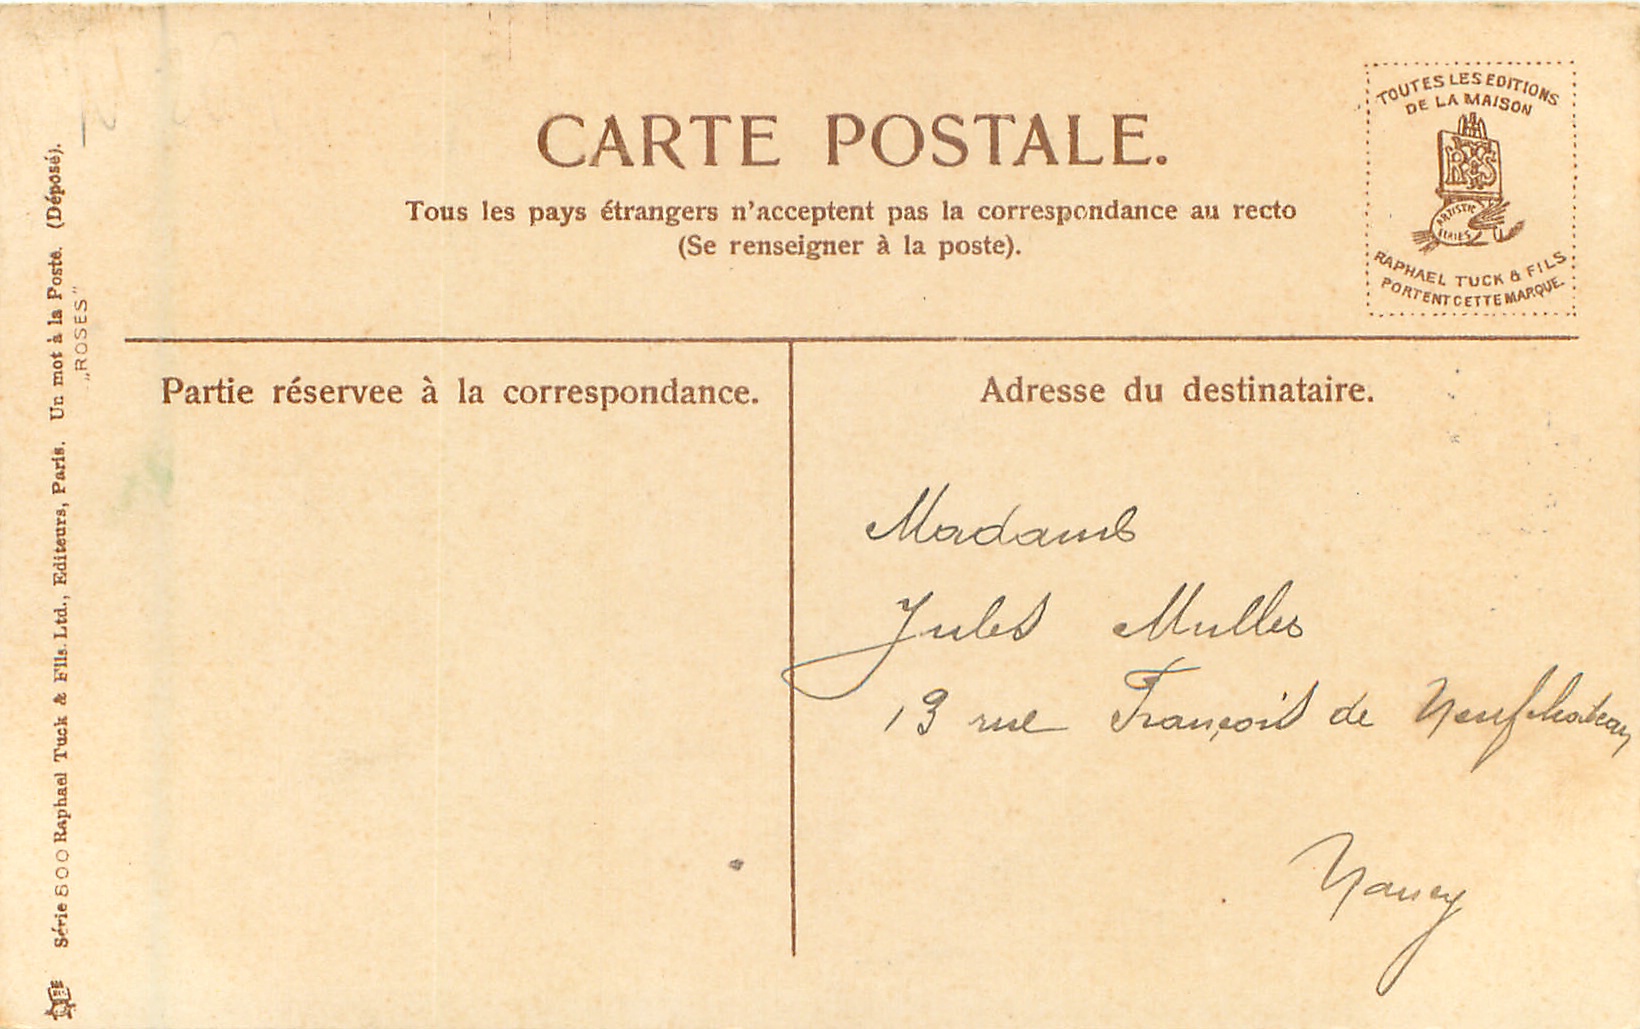 CARTE POSTALE.
Tous les pays étrangers n'acceptent pas la correspondance au recto
(Se renseigner à la poste).
TOUTES LES EDITIONS
DE LA MAISON
R T & S
ARTISTIC
SERIES
RAPHAEL TUCK & FILS
PORTENT CETTE MARQUE.
Partie réservee à la correspondance.
Adresse du destinataire.
Madame
Jules Muller
13 rue François de Neufchateau
Nancy
Série 800 Raphael Tuck & Fils. Ltd., Editeurs, Paris. Un mot à la Poste. (Déposé).
„ROSES”